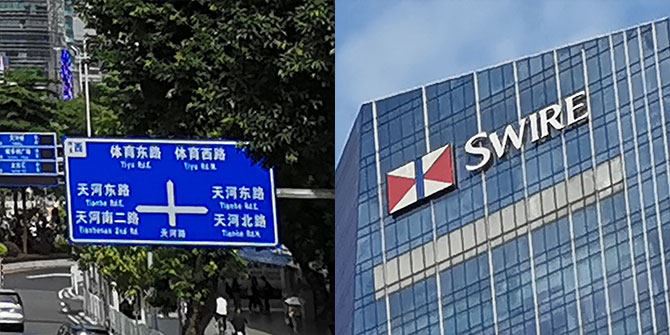 西
体育东路 体育西路
Tiyu Rd.E. Tiyu Rd.W.
天河东路 天河东路
Tianhe Rd.E. Tianhe Rd.E.
天河南二路 天河北路
Tianhenan 2nd Rd. Tianhe Rd.N.
天河路
SWIRE